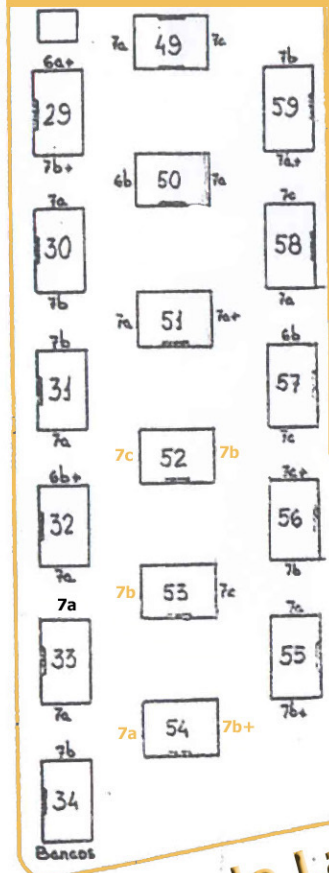 7a 49 7c
6a+
29
7b+
7b
59
7a+
6b 50 7a
7a
30
7b
7c
58
7a
7a 51 7a+
7b
31
7a
6b
57
7c
7c 52 7b
6b+
32
7a
7c+
56
7b
7b 53 7c
7a
33
7a
7a
55
7b+
7a 54 7b+
7b
34
Bancos